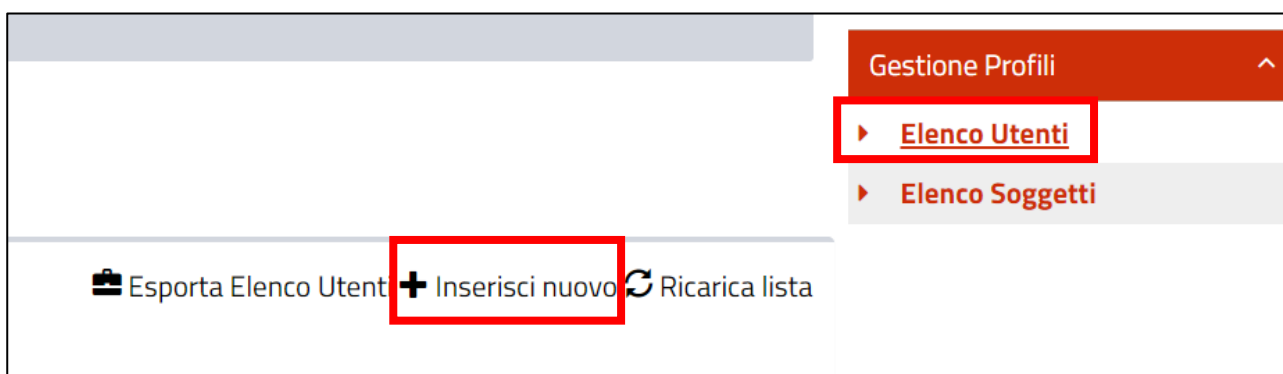 Gestione Profili
Elenco Utenti
Elenco Soggetti
Esporta Elenco Utenti Inserisci nuovo Ricarica lista